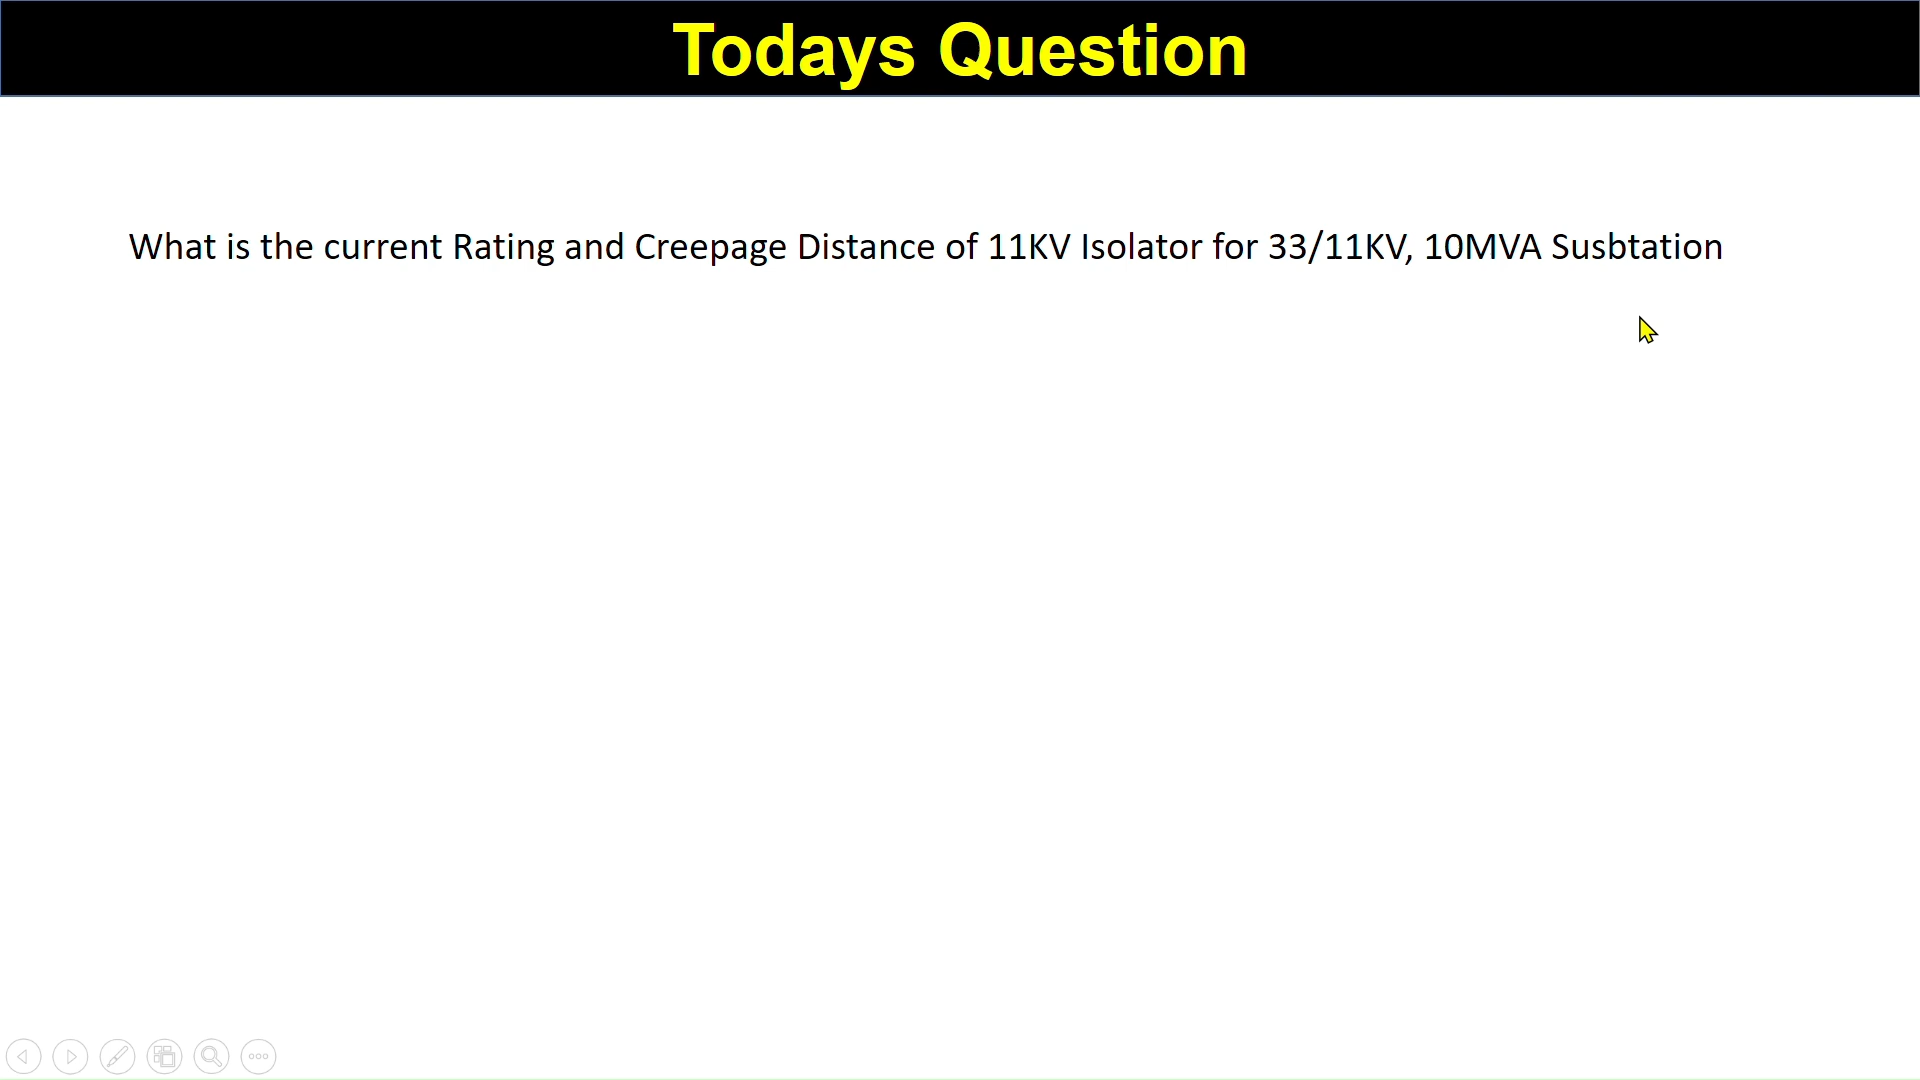 Todays Question
What is the current Rating and Creepage Distance of 11KV Isolator for 33/11KV, 10MVA Susbtation